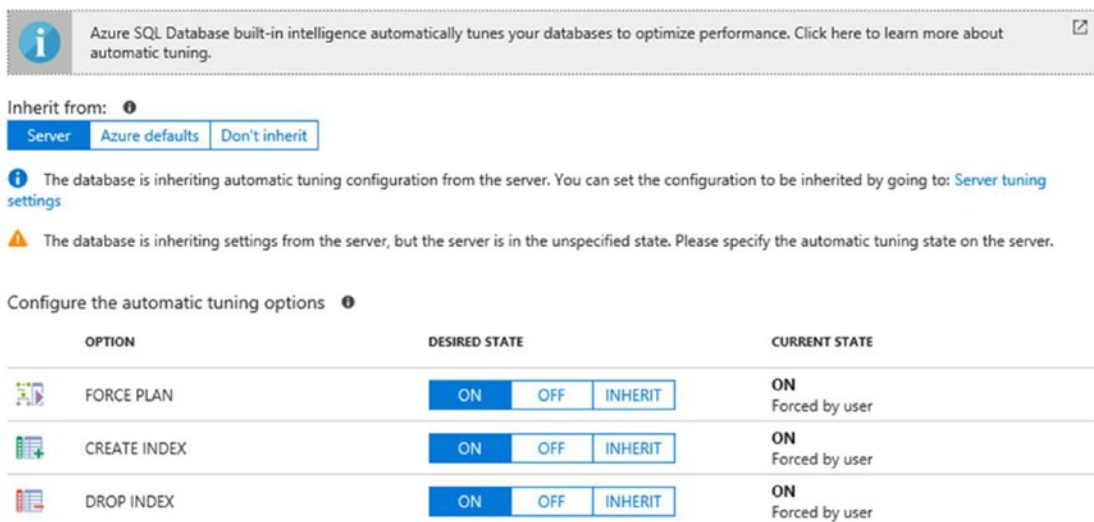 Azure SQL Database built-in intelligence automatically tunes your databases to optimize performance. Click here to learn more about
automatic tuning.
Inherit from:
Server Azure defaults Don't inherit
The database is inheriting automatic tuning configuration from the server. You can set the configuration to be inherited by going to: Server tuning
settings
The database is inheriting settings from the server, but the server is in the unspecified state. Please specify the automatic tuning state on the server.
Configure the automatic tuning options
OPTION DESIRED STATE CURRENT STATE
FORCE PLAN ON OFF INHERIT ON
Forced by user
CREATE INDEX ON OFF INHERIT ON
Forced by user
DROP INDEX ON OFF INHERIT ON
Forced by user